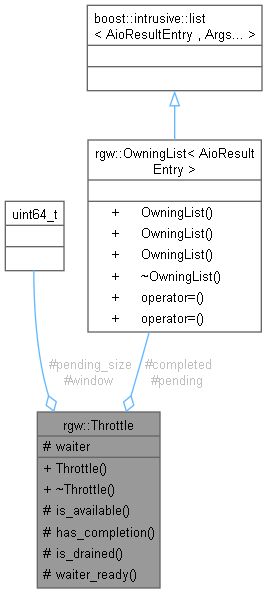 boost::intrusive::list
< AioResultEntry , Args... >
rgw::OwningList< AioResult
Entry >
+ OwningList()
+ OwningList()
+ OwningList()
+ ~OwningList()
+ operator=()
+ operator=()
uint64_t
#pending_size
#window
#completed
#pending
rgw::Throttle
# waiter
+ Throttle()
+ ~Throttle()
# is_available()
# has_completion()
# is_drained()
# waiter_ready()